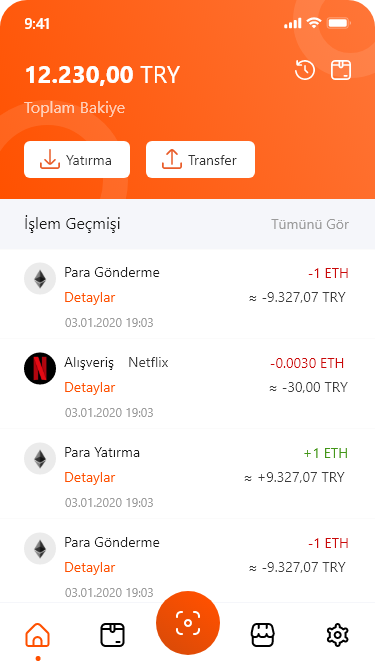 9:41
12.230,00 TRY
Toplam Bakiye
Yatırma
Transfer
İşlem Geçmişi
Tümünü Gör
Para Gönderme
-1 ETH
Detaylar
≈ -9.327,07 TRY
03.01.2020 19:03
Alışveriş Netflix
-0.0030 ETH
Detaylar
≈ -30,00 TRY
03.01.2020 19:03
Para Yatırma
+1 ETH
Detaylar
≈ +9.327,07 TRY
03.01.2020 19:03
Para Gönderme
-1 ETH
Detaylar
≈ -9.327,07 TRY
03.01.2020 19:03